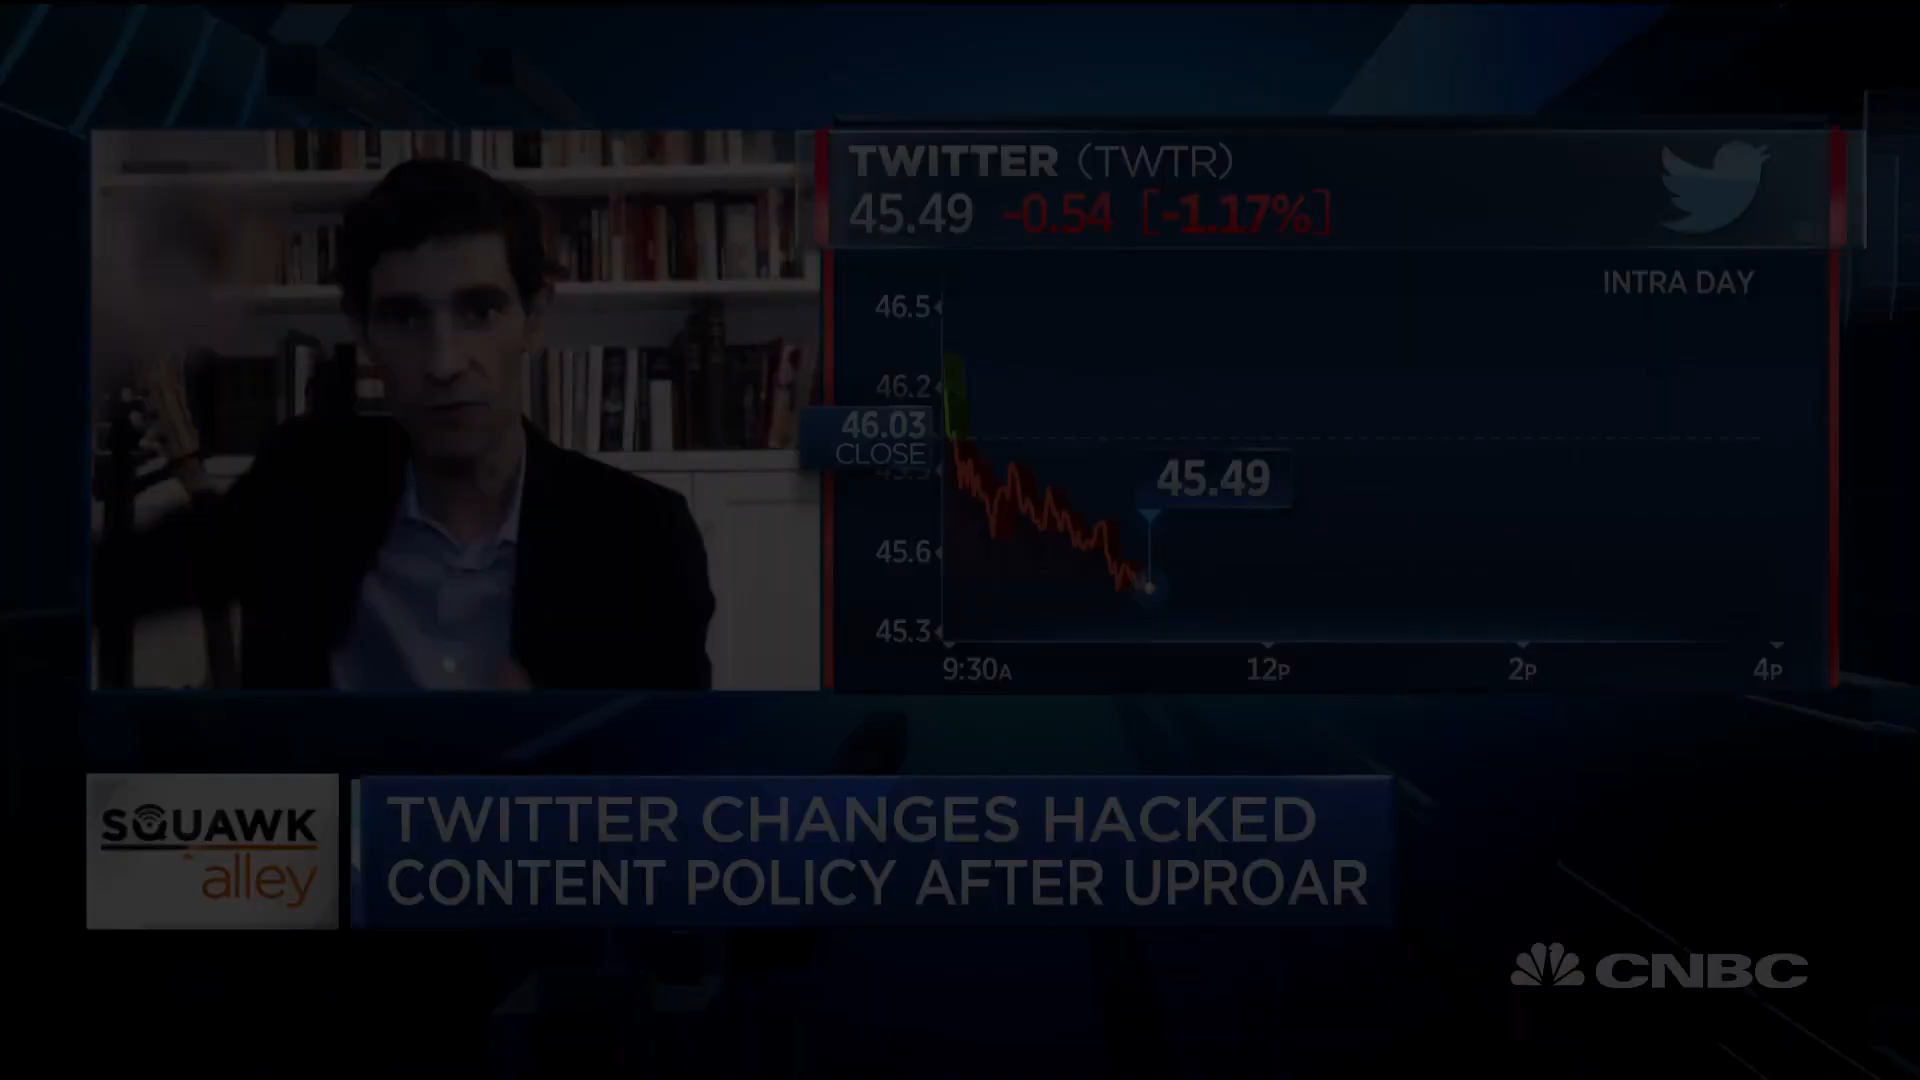 TWITTER (TWTR)
45.49 -0.54 [-1.17%]
INTRA DAY
46.5
46.2
46.03
CLOSE
45.9
45.6
45.3
45.49
9:30A 12P 2P 4P
SQUAWK
alley
TWITTER CHANGES HACKED
CONTENT POLICY AFTER UPROAR
CNBC